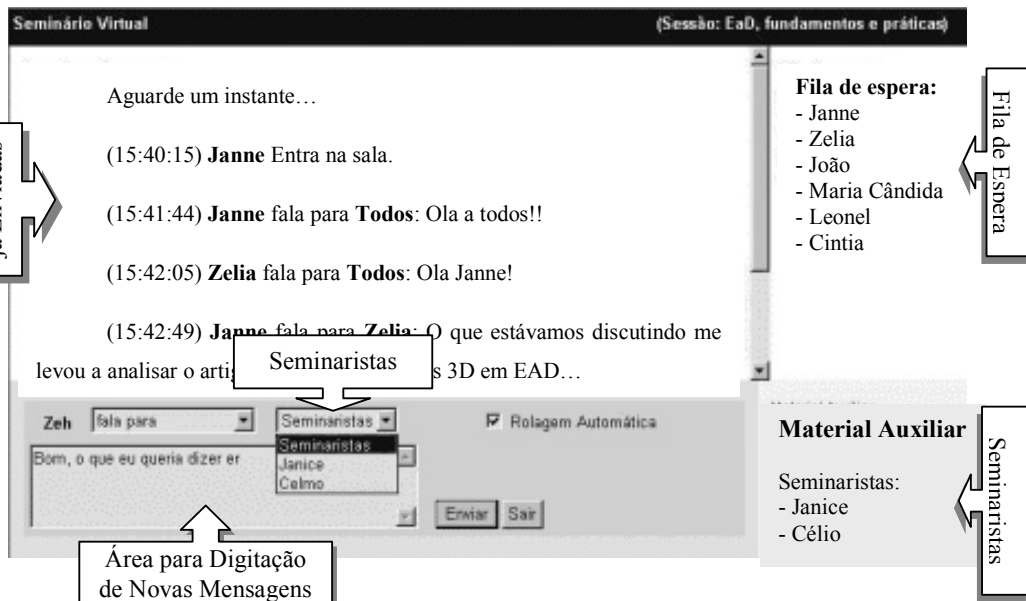 Seminário Virtual (Sessão: EaD, fundamentos e práticas)
Aguarde um instante…
(15:40:15) Janne Entra na sala.
(15:41:44) Janne fala para Todos: Ola a todos!!
(15:42:05) Zelia fala para Todos: Ola Janne!
(15:42:49) Janne fala para Zelia: O que estávamos discutindo me
levou a analisar o s 3D em EAD…
Fila de espera:
- Janne
- Zelia
- João
- Maria Cândida
- Leonel
- Cintia
Fila de Espera
já Enviadas
Seminaristas
Zeh fala para Seminaristas Rolagem Automática
Seminaristas
Janice
Celmo
Bom, o que eu queria dizer er
Enviar Sair
Área para Digitação
de Novas Mensagens
Material Auxiliar
Seminaristas:
- Janice
- Célio
Seminaristas